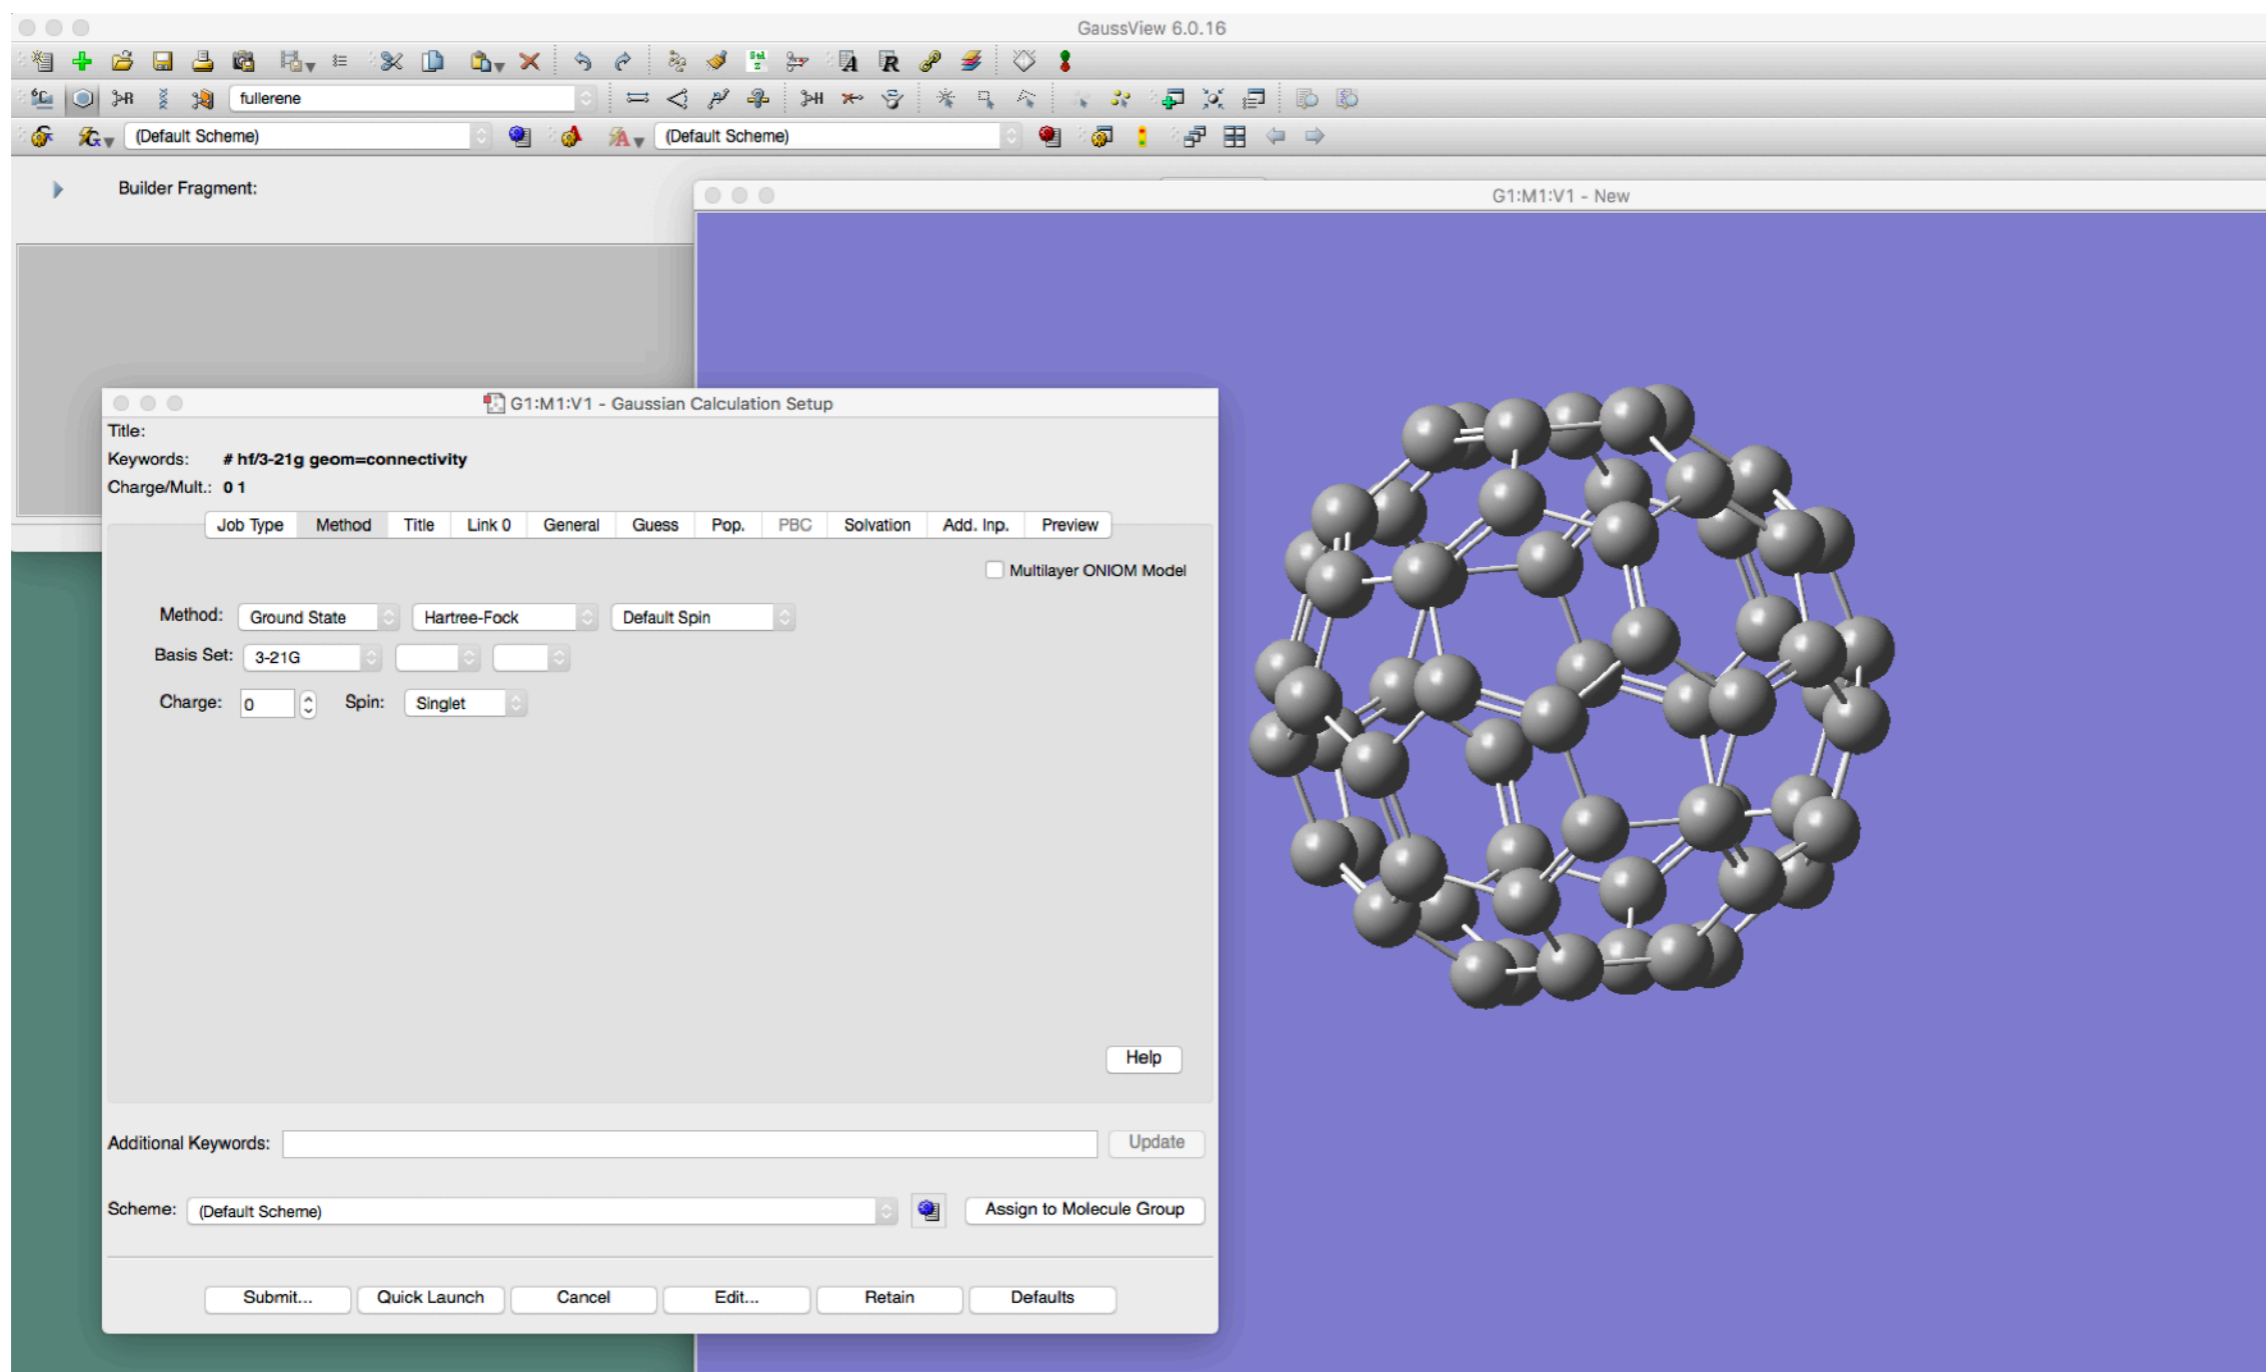 GaussView 6.0.16
fullerene
(Default Scheme) (Default Scheme)
Builder Fragment:
G1:M1:V1 - New
G1:M1:V1 - Gaussian Calculation Setup
Title:
Keywords: # hf/3-21g geom=connectivity
Charge/Mult.: 0 1
Job Type Method Title Link 0 General Guess Pop. PBC Solvation Add. Inp. Preview
Multilayer ONIOM Model
Method: Ground State Hartree-Fock Default Spin
Basis Set: 3-21G
Charge: 0 Spin: Singlet
Help
Additional Keywords: Update
Scheme: (Default Scheme) Assign to Molecule Group
Submit... Quick Launch Cancel Edit... Retain Defaults